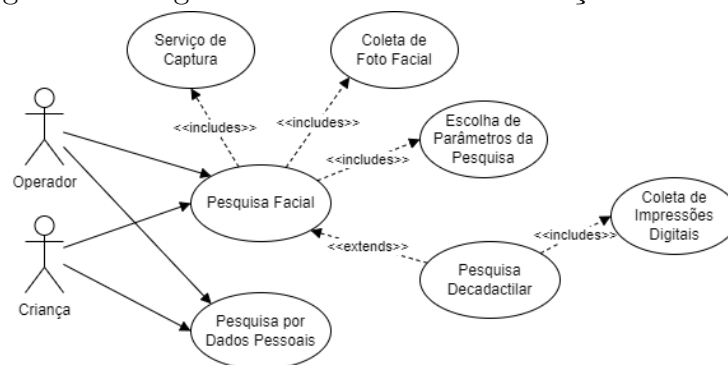 Serviço de
Captura
Coleta de
Foto Facial
<<includes>>
<<includes>>
Escolha de
Parâmetros da
Pesquisa
<<includes>>
Operador
Pesquisa Facial
Coleta de
Impressões
Digitais
<<includes>>
<<extends>>
Pesquisa
Decadactilar
Criança
Pesquisa por
Dados Pessoais